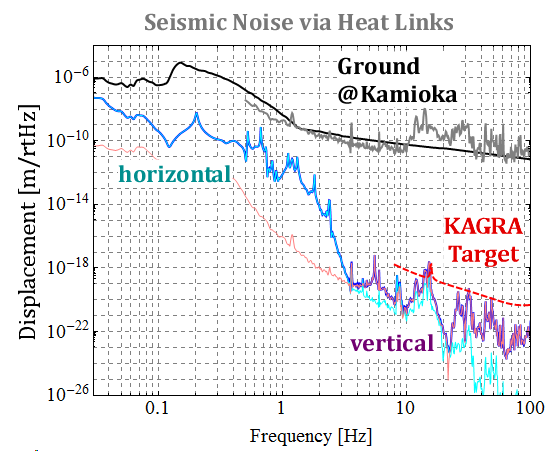 Seismic Noise via Heat Links
Ground
@Kamioka
horizontal
KAGRA
Target
vertical
Displacement [m/rtHz]
10⁻⁶
10⁻¹⁰
10⁻¹⁴
10⁻¹⁸
10⁻²²
10⁻²⁶
0.1
1
10
100
Frequency [Hz]